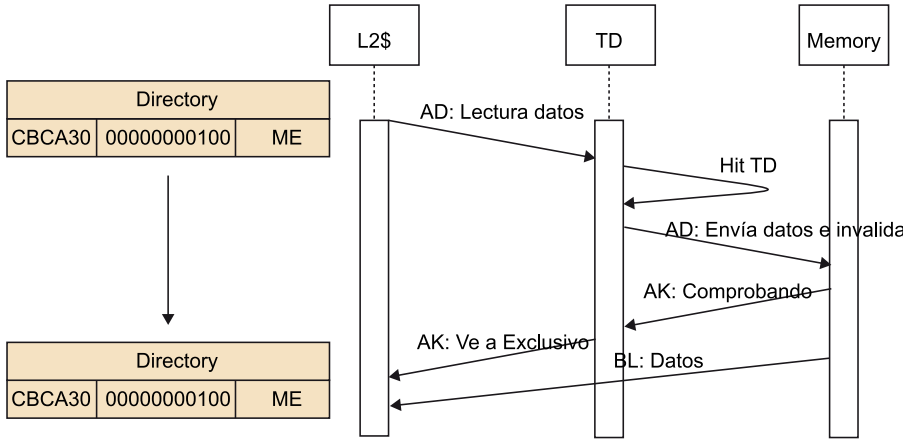 L2$
TD
Memory
Directory
CBCA30 00000000100 ME
AD: Lectura datos
Hit TD
AD: Envía datos e invalida
AK: Comprobando
AK: Ve a Exclusivo
BL: Datos
Directory
CBCA30 00000000100 ME